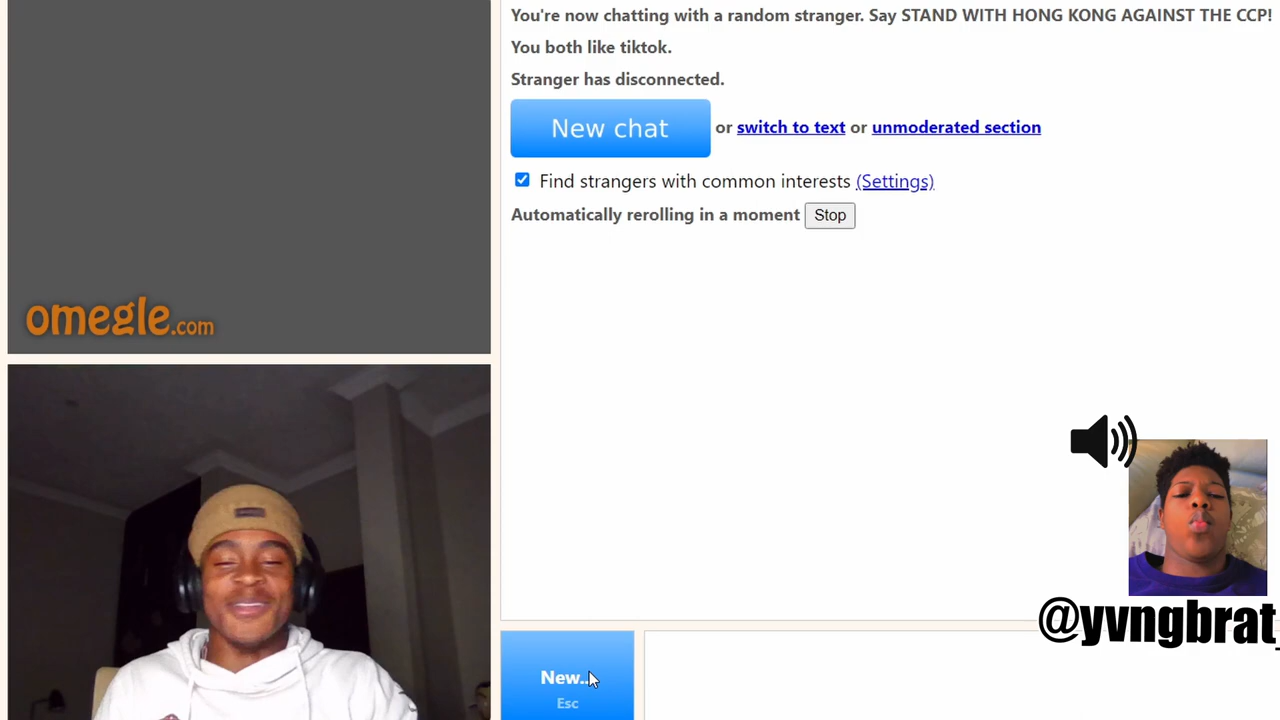 You're now chatting with a random stranger. Say STAND WITH HONG KONG AGAINST THE CCP!
You both like tiktok.
Stranger has disconnected.
New chat or switch to text or unmoderated section
Find strangers with common interests (Settings)
Automatically rerolling in a moment Stop
omegle.com
@yvngbrat_
New...
Esc